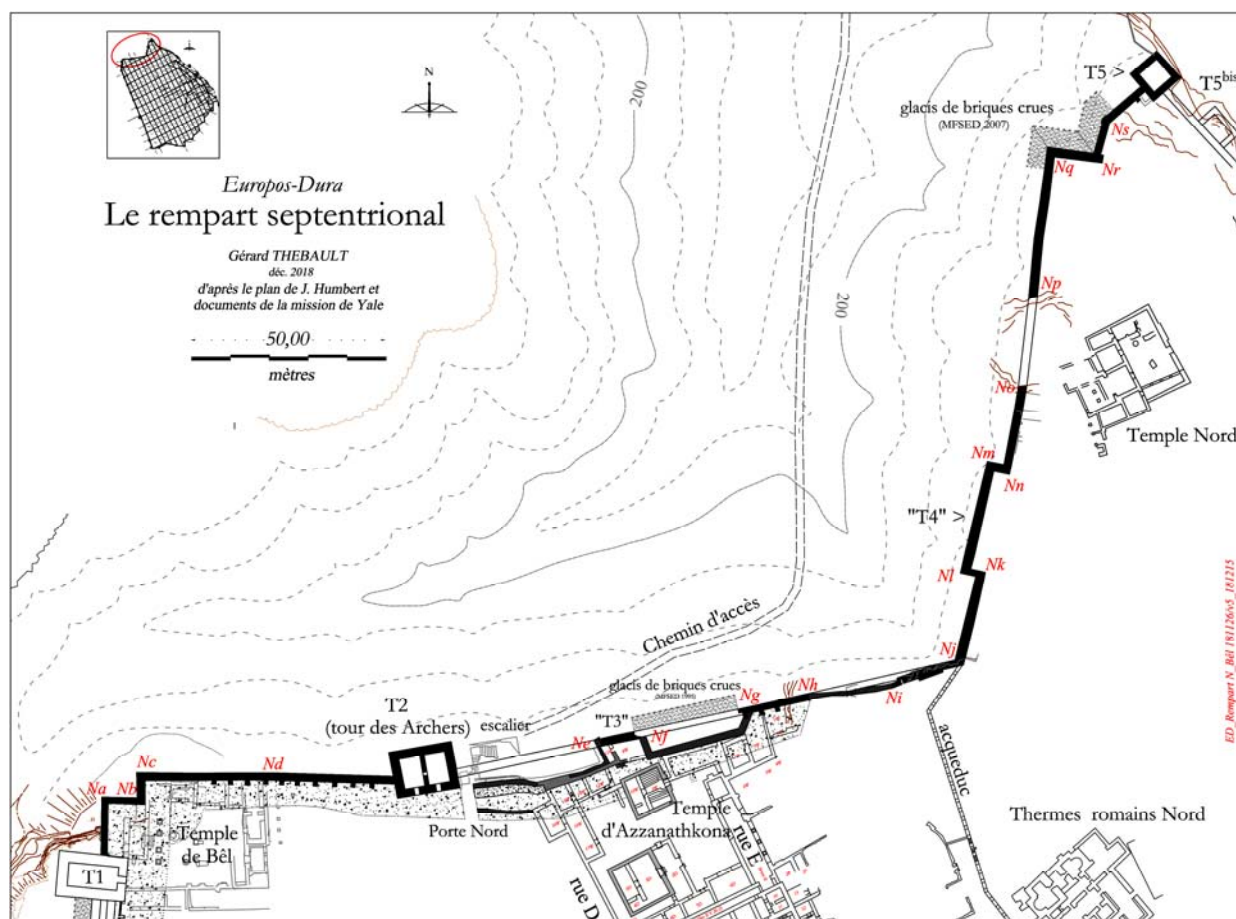 N
Europos-Dura
Le rempart septentrional
Gérard THEBAULT
déc. 2018
d'après le plan de J. Humbert et
documents de la mission de Yale
50,00
mètres
200
200
T5 >
T5bis
glacis de briques crues
(MFSED 2007)
Ns
Nq
Nr
Np
No
Temple Nord
Nm
Nn
"T4" >
Nl
Nk
Chemin d'accès
Nj
glacis de briques crues
Nh
Ng
Ni
T2
(tour des Archers)
escalier
"T3"
Ne
Nf
Nc
Nd
Na
Nb
acqueduc
Temple
de Bêl
Porte Nord
Temple
d'Azzanathkona
rue E
rue D
Thermes romains Nord
T1
ED_Rempart N_Bêl 181126/v5_181215